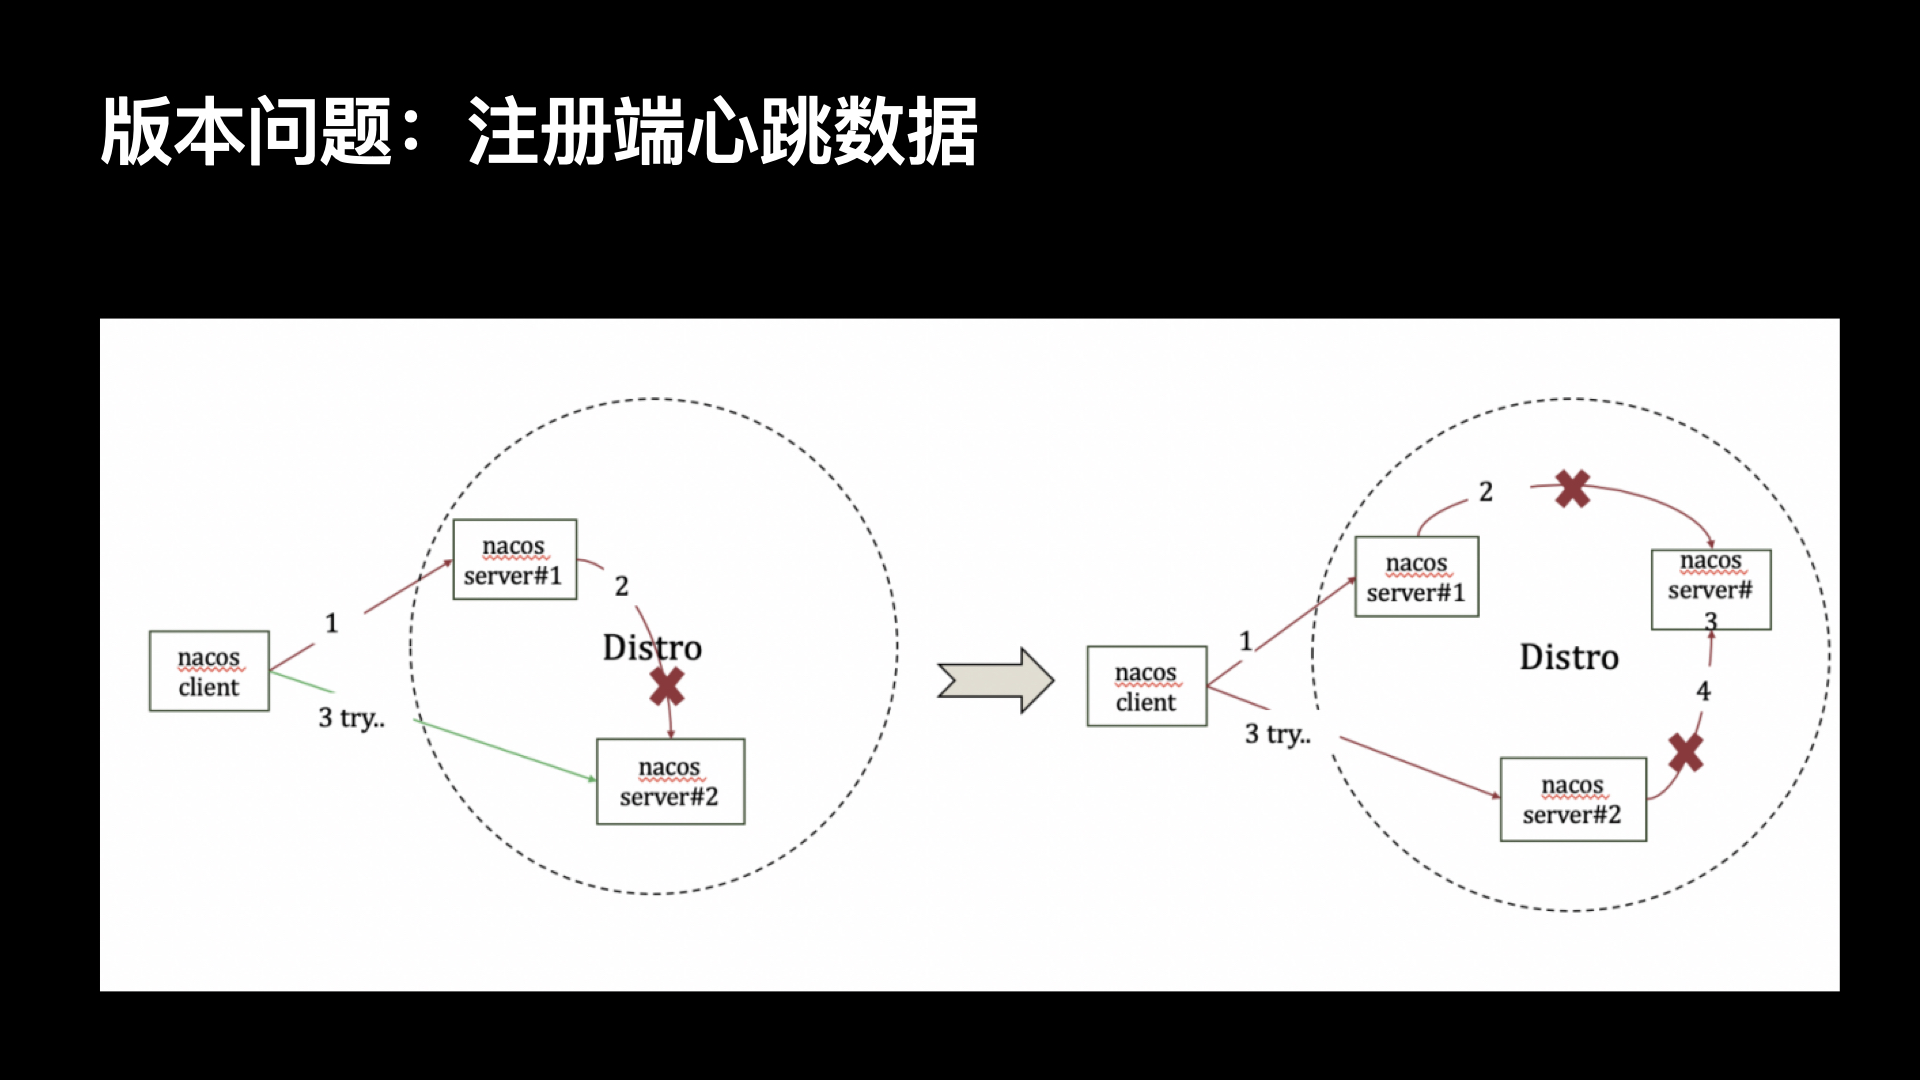 版本问题：注册端心跳数据
nacos
server#1
2
1
Distro
nacos
client
3 try..
nacos
server#2
2
nacos
server#1
nacos
server#
3
1
Distro
nacos
client
4
3 try..
nacos
server#2